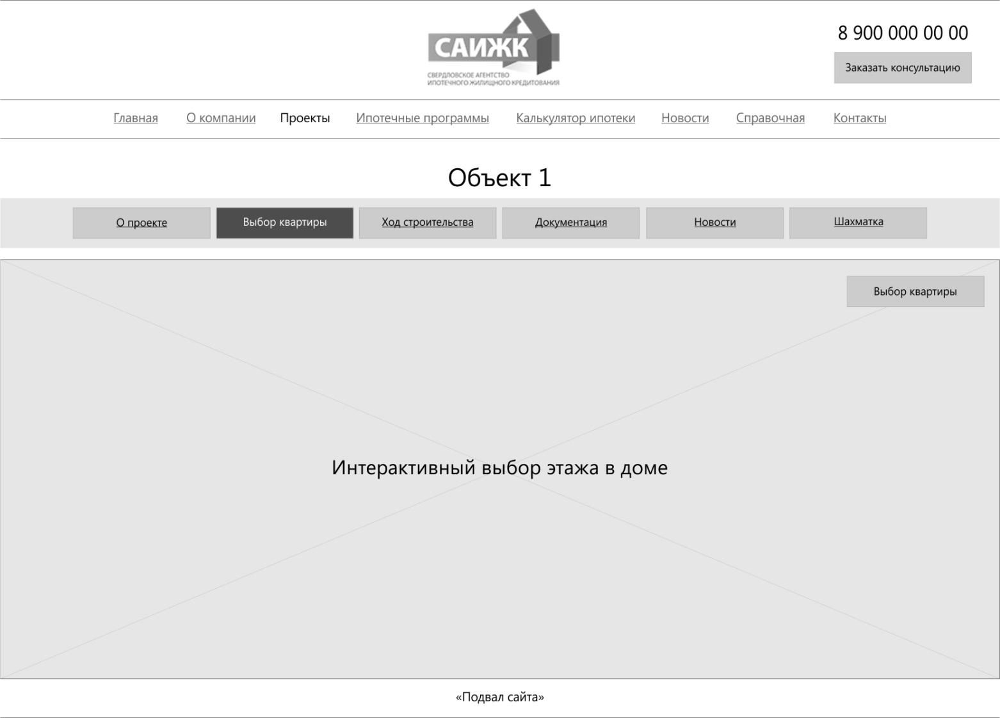 САИЖК
СВЕРДЛОВСКОЕ АГЕНТСТВО
ИПОТЕЧНОГО ЖИЛИЩНОГО КРЕДИТОВАНИЯ
8 900 000 00 00
Заказать консультацию
Главная О компании Проекты Ипотечные программы Калькулятор ипотеки Новости Справочная Контакты
Объект 1
О проекте Выбор квартиры Ход строительства Документация Новости Шахматка
Выбор квартиры
Интерактивный выбор этажа в доме
«Подвал сайта»